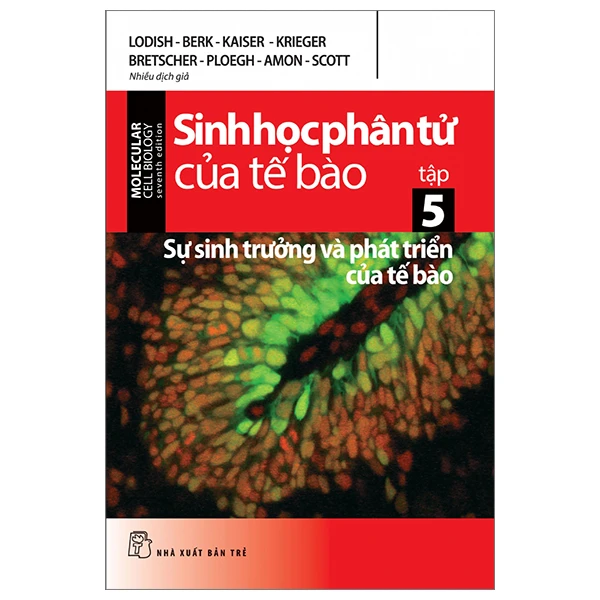 LODISH - BERK - KAISER - KRIEGER
BRETSCHER - PLOEGH - AMON - SCOTT
Nhiều dịch giả
MOLECULAR
CELL BIOLOGY
seventh edition
Sinh học phân tử
của tế bào
tập
5
Sự sinh trưởng và phát triển
của tế bào
NHÀ XUẤT BẢN TRẺ